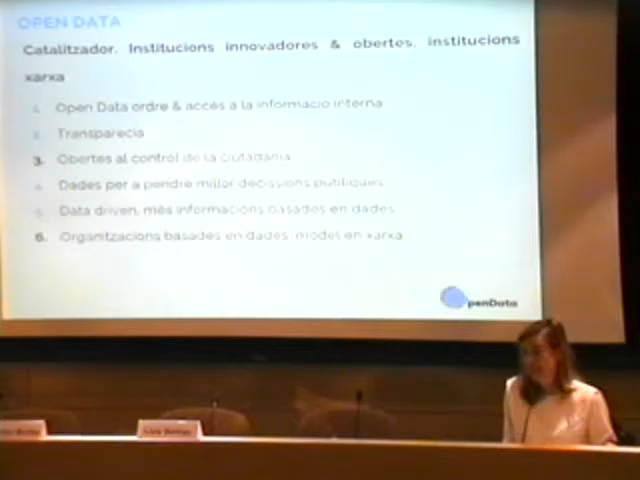 OPEN DATA
Catalitzador. Institucions innovadores & obertes, institucions
xarxa
1. Open Data ordre & accés a la informació interna
2. Transparecia
3. Obertes al control de la ciutadania
4. Dades per a pendre millor decisions
5. Data driven, més informacions basades en dades
6. Organitzacions basades en dades, model en xarxa
penData